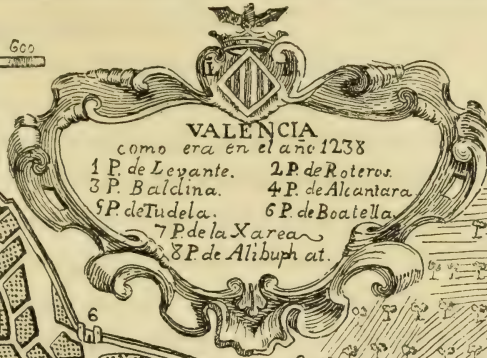 600
VALENCIA
como era en el año 1238
1 P. de Levante. 2 P. de Roteros.
3 P. Baldina. 4 P. de Alcantara.
5 P. de Tudela. 6 P. de Boatella.
7 P. de la Xarea
8 P. de Alibuph at.
6